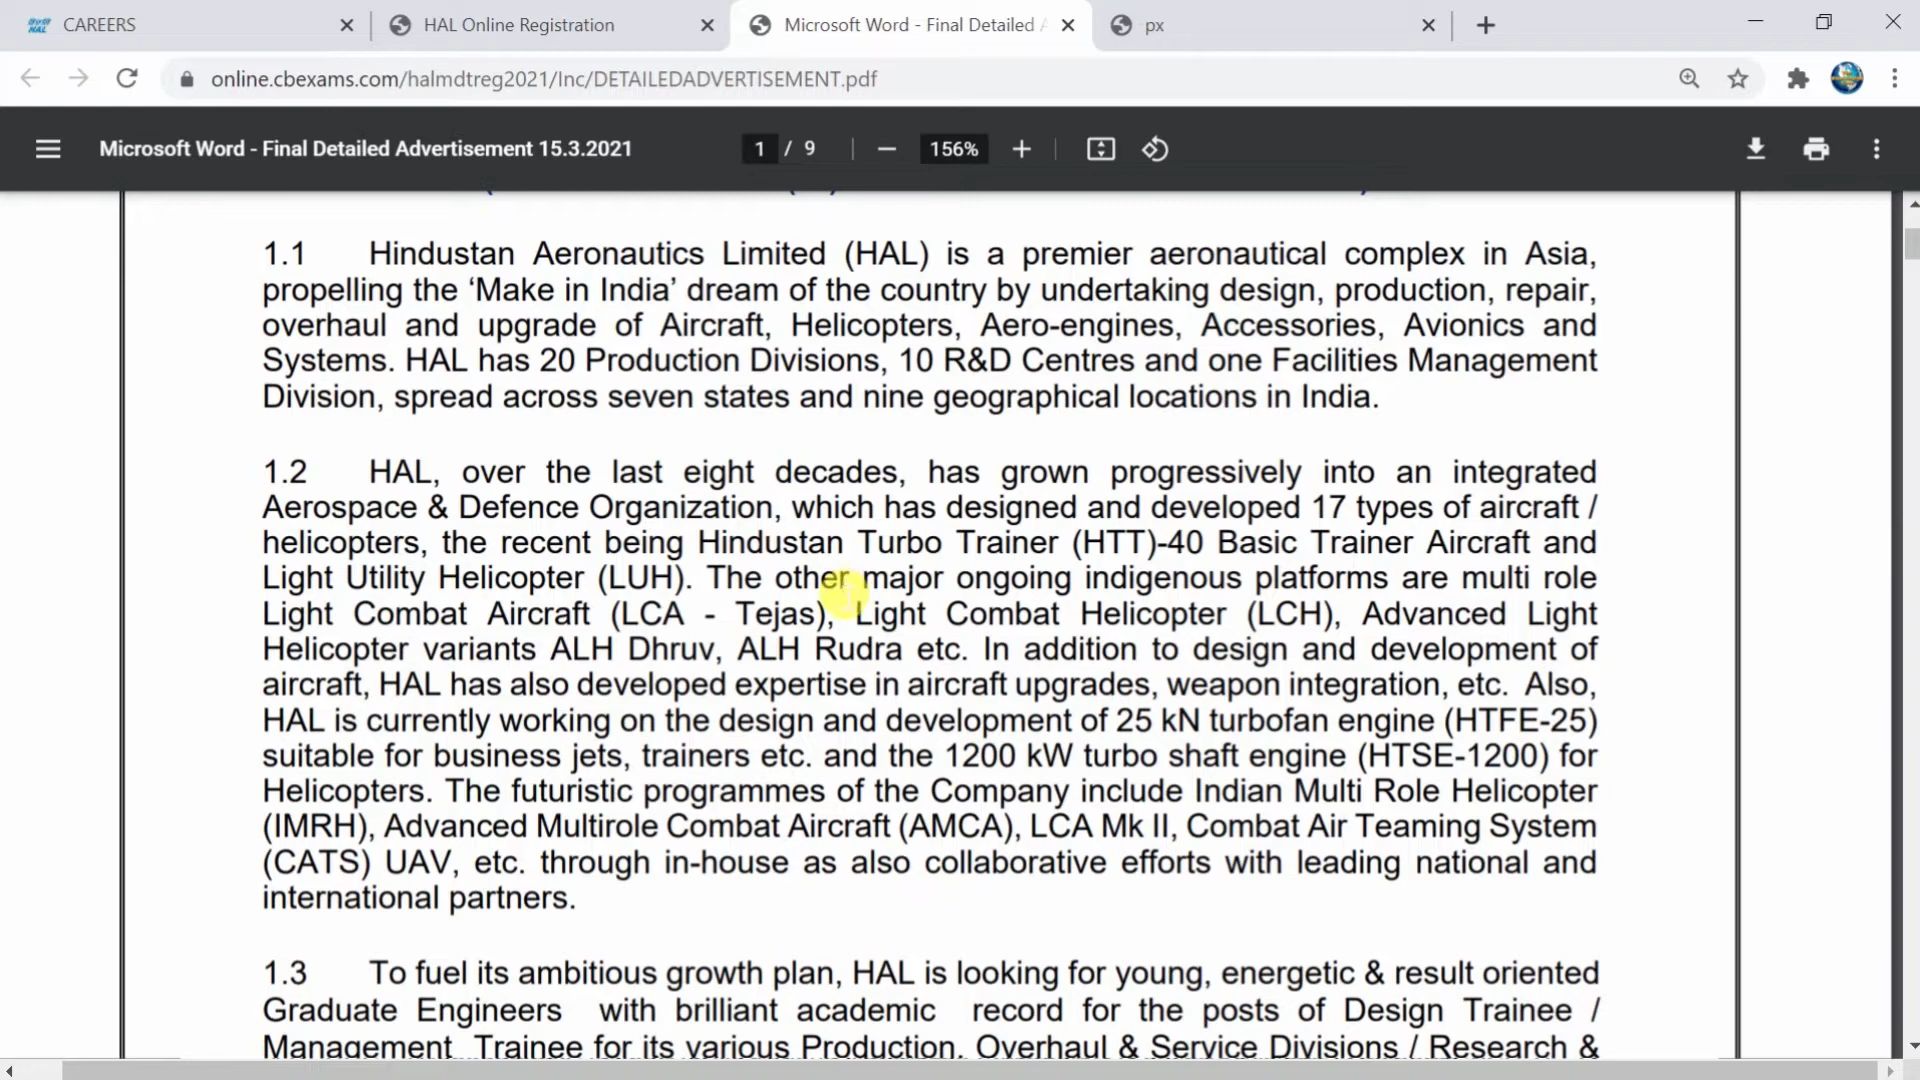 CAREERS
HAL Online Registration
Microsoft Word - Final Detailed A
px
online.cbexams.com/halmdtreg2021/Inc/DETAILEDADVERTISEMENT.pdf
Microsoft Word - Final Detailed Advertisement 15.3.2021
1 / 9
156%
1.1 Hindustan Aeronautics Limited (HAL) is a premier aeronautical complex in Asia,
propelling the ‘Make in India’ dream of the country by undertaking design, production, repair,
overhaul and upgrade of Aircraft, Helicopters, Aero-engines, Accessories, Avionics and
Systems. HAL has 20 Production Divisions, 10 R&D Centres and one Facilities Management
Division, spread across seven states and nine geographical locations in India.
1.2 HAL, over the last eight decades, has grown progressively into an integrated
Aerospace & Defence Organization, which has designed and developed 17 types of aircraft /
helicopters, the recent being Hindustan Turbo Trainer (HTT)-40 Basic Trainer Aircraft and
Light Utility Helicopter (LUH). The other major ongoing indigenous platforms are multi role
Light Combat Aircraft (LCA - Tejas), Light Combat Helicopter (LCH), Advanced Light
Helicopter variants ALH Dhruv, ALH Rudra etc. In addition to design and development of
aircraft, HAL has also developed expertise in aircraft upgrades, weapon integration, etc. Also,
HAL is currently working on the design and development of 25 kN turbofan engine (HTFE-25)
suitable for business jets, trainers etc. and the 1200 kW turbo shaft engine (HTSE-1200) for
Helicopters. The futuristic programmes of the Company include Indian Multi Role Helicopter
(IMRH), Advanced Multirole Combat Aircraft (AMCA), LCA Mk II, Combat Air Teaming System
(CATS) UAV, etc. through in-house as also collaborative efforts with leading national and
international partners.
1.3 To fuel its ambitious growth plan, HAL is looking for young, energetic & result oriented
Graduate Engineers with brilliant academic record for the posts of Design Trainee /
Management Trainee for its various Production, Overhaul & Service Divisions / Research &